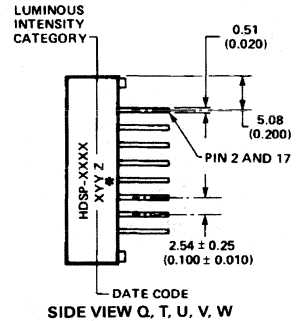 LUMINOUS
INTENSITY
CATEGORY
0.51
(0.020)
5.08
(0.200)
PIN 2 AND 17
HDSP-XXXX
XYY Z
2.54 ± 0.25
(0.100 ± 0.010)
DATE CODE
SIDE VIEW Q, T, U, V, W